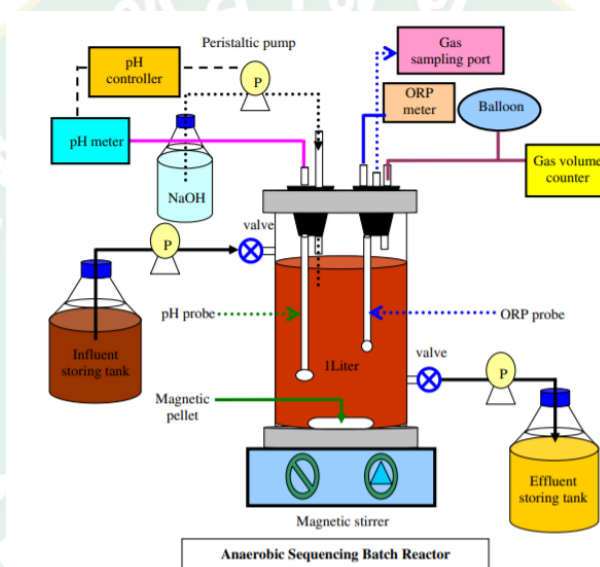 Peristaltic pump
pH
controller
P
Gas
sampling port
ORP
meter
Balloon
pH meter
NaOH
Gas volume
counter
valve
P
pH probe
ORP probe
Influent
storing tank
1Liter
valve
P
Magnetic
pellet
Effluent
storing tank
Magnetic stirrer
Anaerobic Sequencing Batch Reactor